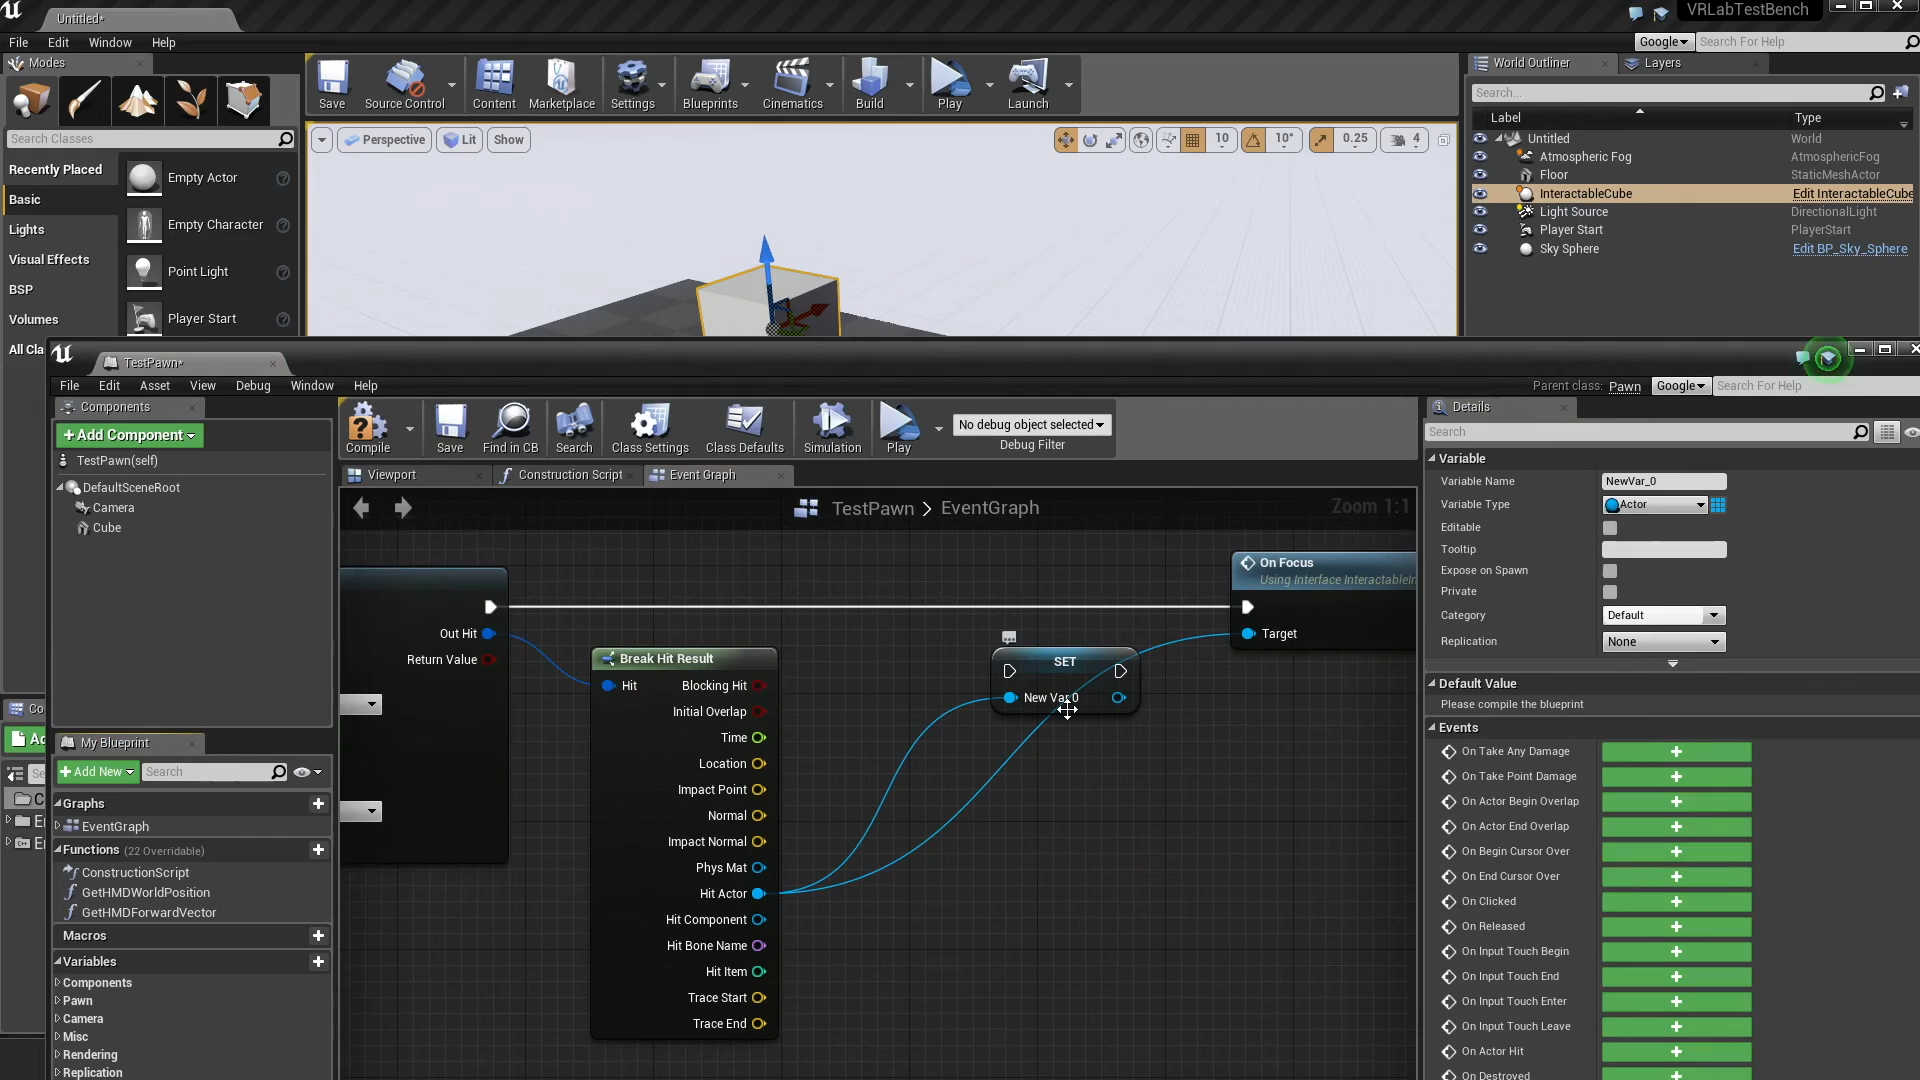 Untitled*
VRLabTestBench
File Edit Window Help
Google
Search For Help
Modes
Search Classes
Recently Placed
Basic
Lights
Visual Effects
BSP
Volumes
All Cla
Empty Actor
Empty Character
Point Light
Player Start
Save
Source Control
Content
Marketplace
Settings
Blueprints
Cinematics
Build
Play
Launch
Perspective
Lit
Show
10
10°
0.25
4
World Outliner
Layers
Search...
Label Type
Untitled World
Atmospheric Fog AtmosphericFog
Floor StaticMeshActor
InteractableCube Edit InteractableCube
Light Source DirectionalLight
Player Start PlayerStart
Sky Sphere Edit BP_Sky_Sphere
TestPawn*
File Edit Asset View Debug Window Help
Parent class: Pawn
Google
Search For Help
Components
+Add Component
TestPawn(self)
DefaultSceneRoot
Camera
Cube
Compile
Save
Find in CB
Search
Class Settings
Class Defaults
Simulation
Play
No debug object selected
Debug Filter
Viewport
Construction Script
Event Graph
TestPawn > EventGraph
Zoom 1:1
Out Hit
Return Value
Break Hit Result
Hit
Blocking Hit
Initial Overlap
Time
Location
Impact Point
Normal
Impact Normal
Phys Mat
Hit Actor
Hit Component
Hit Bone Name
Hit Item
Trace Start
Trace End
SET
New Var 0
On Focus
Using Interface InteractableIn
Target
Co
Ad
Se
C
E
E
My Blueprint
+Add New
Search
Graphs
EventGraph
Functions (22 Overridable)
ConstructionScript
GetHMDWorldPosition
GetHMDForwardVector
Macros
Variables
Components
Pawn
Camera
Misc
Rendering
Replication
Details
Search
Variable
Variable Name NewVar_0
Variable Type Actor
Editable
Tooltip
Expose on Spawn
Private
Category Default
Replication None
Default Value
Please compile the blueprint
Events
On Take Any Damage
On Take Point Damage
On Actor Begin Overlap
On Actor End Overlap
On Begin Cursor Over
On End Cursor Over
On Clicked
On Released
On Input Touch Begin
On Input Touch End
On Input Touch Enter
On Input Touch Leave
On Actor Hit
On Destroyed